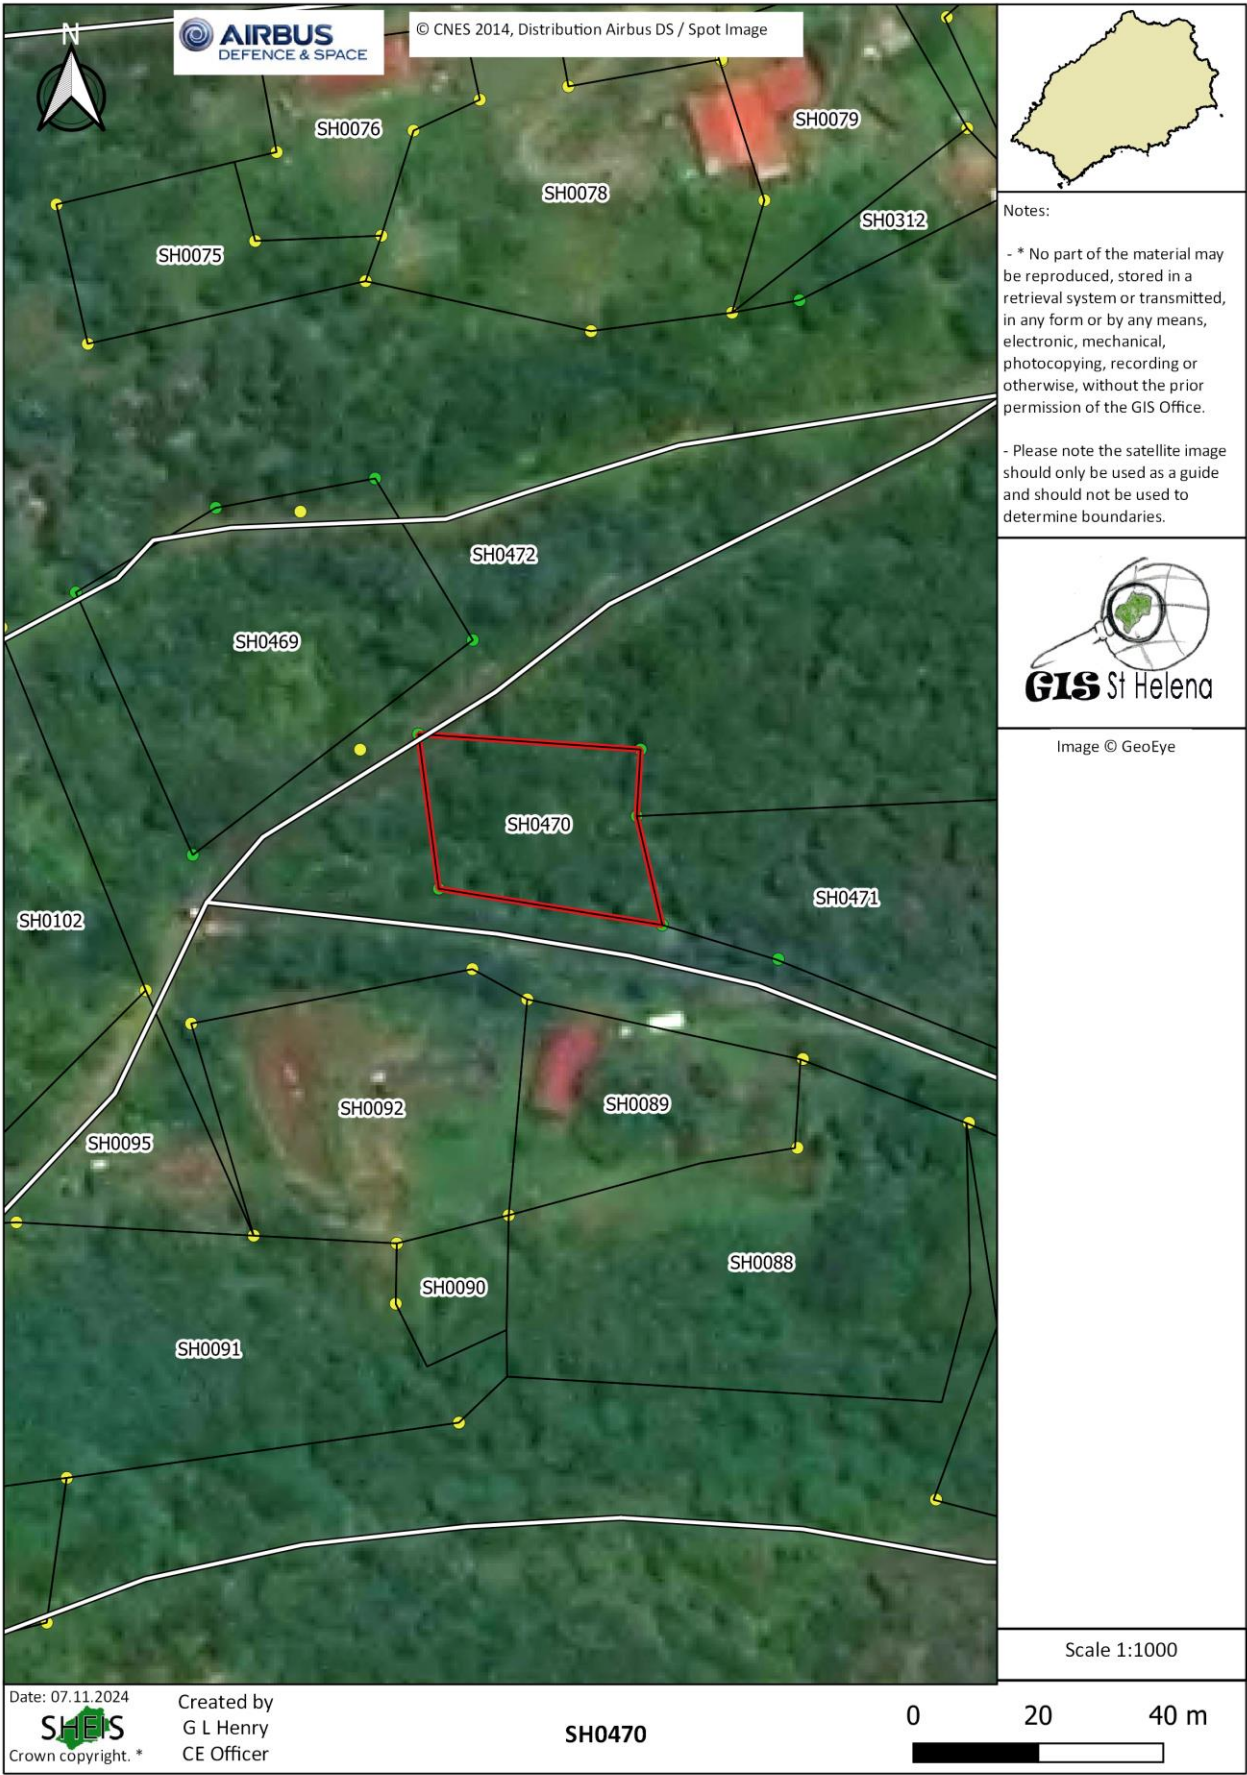 N
AIRBUS
DEFENCE & SPACE
© CNES 2014, Distribution Airbus DS / Spot Image
SH0076
SH0079
SH0078
SH0312
SH0075
SH0472
SH0469
SH0470
SH0471
SH0102
SH0092
SH0089
SH0095
SH0088
SH0090
SH0091
Notes:
- * No part of the material may
be reproduced, stored in a
retrieval system or transmitted,
in any form or by any means,
electronic, mechanical,
photocopying, recording or
otherwise, without the prior
permission of the GIS Office.
- Please note the satellite image
should only be used as a guide
and should not be used to
determine boundaries.
GIS St Helena
Image © GeoEye
Scale 1:1000
Date: 07.11.2024
SHEIS
Crown copyright. *
Created by
G L Henry
CE Officer
SH0470
0 20 40 m